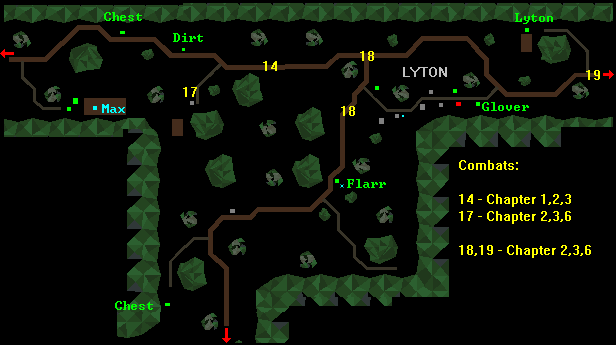 Chest
Lyton
Dirt
18
14
LYTON
19
17
Max
18
Glover
Combats:
Flarr
14 - Chapter 1,2,3
17 - Chapter 2,3,6
18,19 - Chapter 2,3,6
Chest